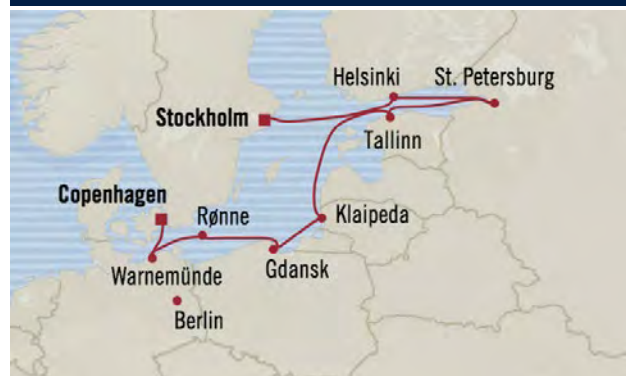 Helsinki
St. Petersburg
Stockholm
Tallinn
Copenhagen
Rønne
Klaipeda
Warnemünde
Gdansk
Berlin